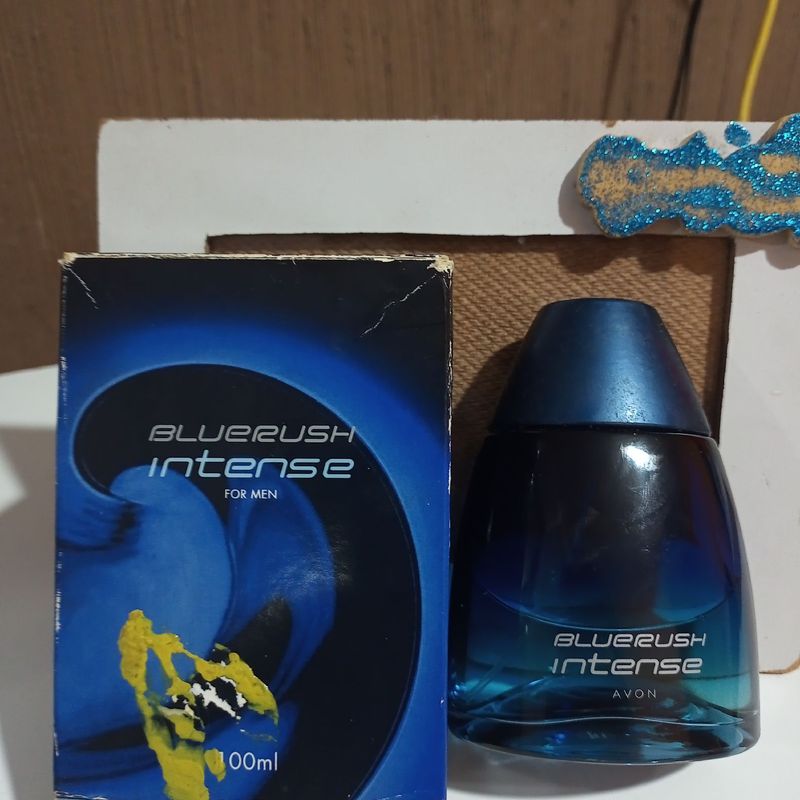 BLUERUSH
intense
FOR MEN
100ml
BLUERUSH
intense
AVON